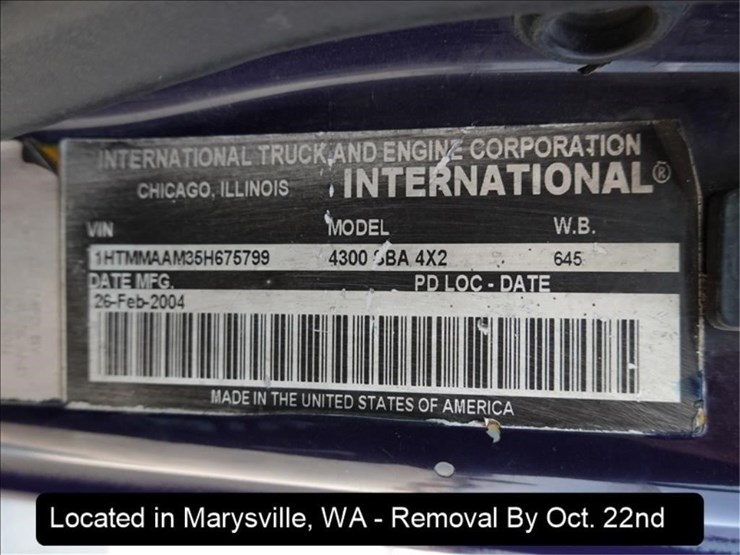 INTERNATIONAL TRUCK AND ENGINE CORPORATION
CHICAGO, ILLINOIS INTERNATIONAL®
VIN MODEL W.B.
1HTMMAAM35H675799 4300 SBA 4X2 645
DATE MFG. PD LOC - DATE
26-Feb-2004
MADE IN THE UNITED STATES OF AMERICA
Located in Marysville, WA - Removal By Oct. 22nd